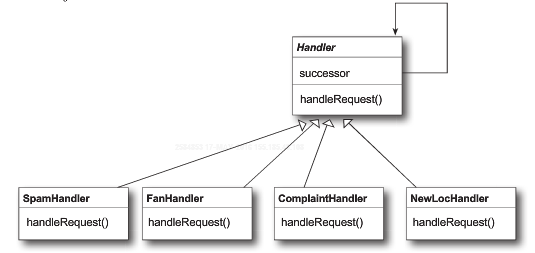 Handler
successor
handleRequest()
SpamHandler
FanHandler
ComplaintHandler
NewLocHandler
handleRequest()
handleRequest()
handleRequest()
handleRequest()